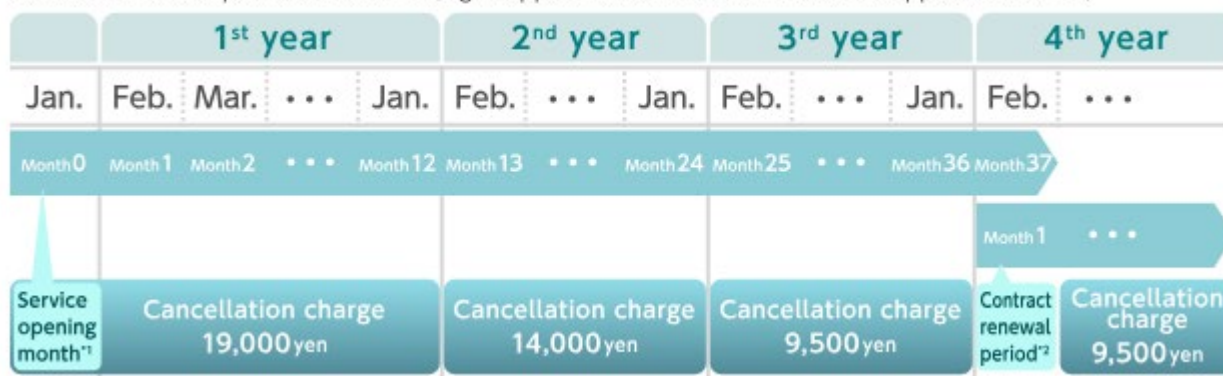 1st year 2nd year 3rd year 4th year
Jan. Feb. Mar. ••• Jan. Feb. ••• Jan. Feb. ••• Jan. Feb. •••
Month0 Month1 Month2 ••• Month12 Month13 ••• Month24 Month25 ••• Month36 Month37
Month1 •••
Service
opening
month*1
Cancellation charge
19,000yen
Cancellation charge
14,000yen
Cancellation charge
9,500yen
Contract
renewal
period*2
Cancellation
charge
9,500yen